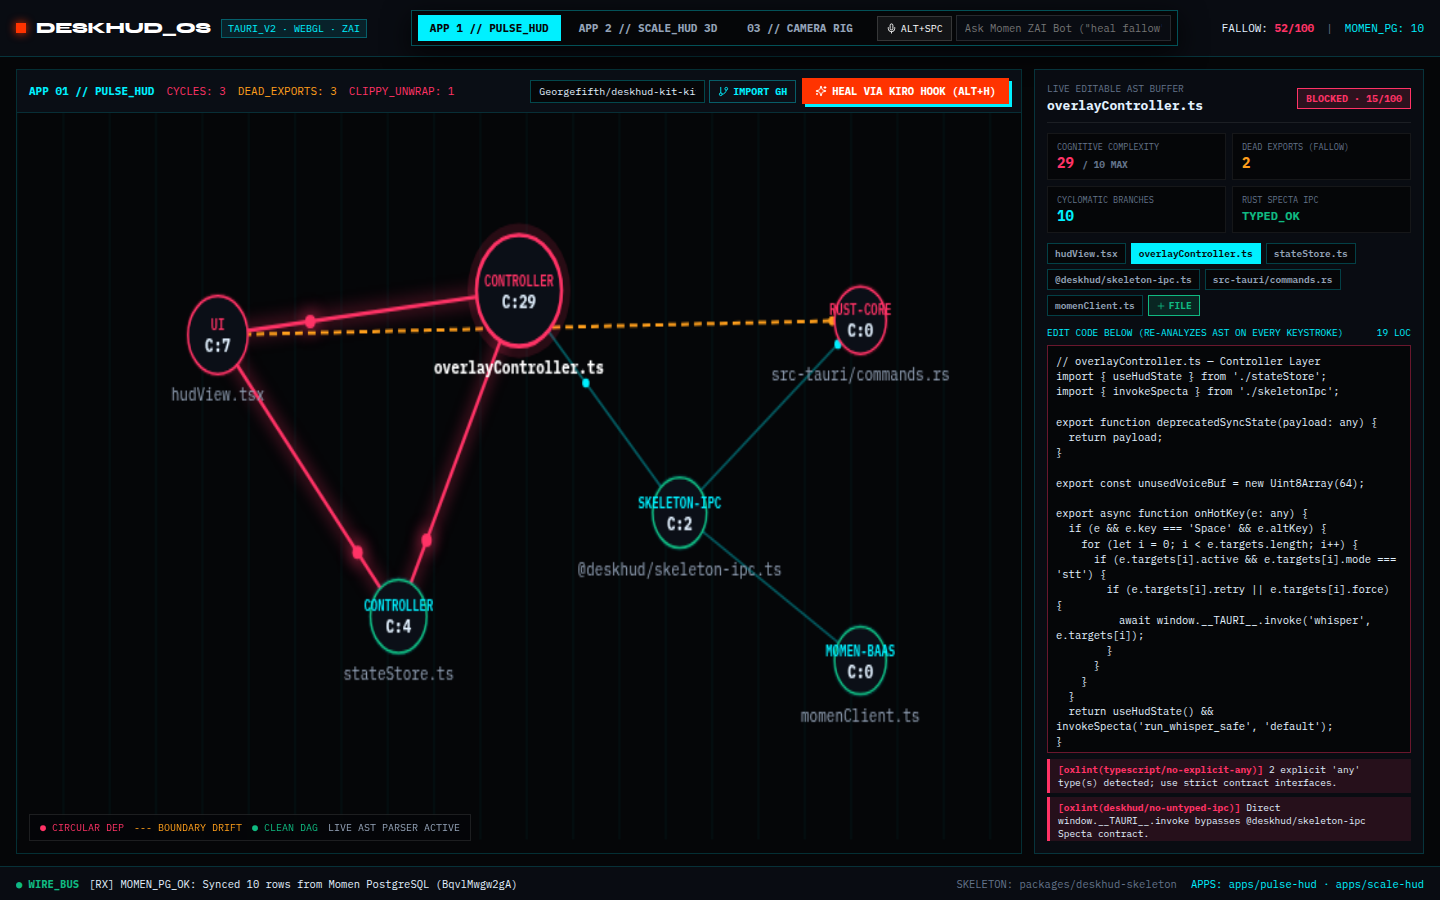 DESKHUD_OS
TAURI_V2 · WEBGL · ZAI
APP 1 // PULSE_HUD
APP 2 // SCALE_HUD 3D
03 // CAMERA RIG
ALT+SPC
Ask Momen ZAI Bot ("heal fallow
FALLOW: 52/100 | MOMEN_PG: 10
APP 01 // PULSE_HUD
CYCLES: 3
DEAD_EXPORTS: 3
CLIPPY_UNWRAP: 1
Georgefifth/deskhud-kit-ki
IMPORT GH
HEAL VIA KIRO HOOK (ALT+H)
CONTROLLER
C:29
overlayController.ts
UI
C:7
hudView.tsx
RUST-CORE
C:0
src-tauri/commands.rs
SKELETON-IPC
C:2
@deskhud/skeleton-ipc.ts
CONTROLLER
C:4
stateStore.ts
MOMEN-BAAS
C:0
momenClient.ts
CIRCULAR DEP
--- BOUNDARY DRIFT
CLEAN DAG
LIVE AST PARSER ACTIVE
LIVE EDITABLE AST BUFFER
overlayController.ts
BLOCKED · 15/100
COGNITIVE COMPLEXITY
29 / 10 MAX
DEAD EXPORTS (FALLOW)
2
CYCLOMATIC BRANCHES
10
RUST SPECTA IPC
TYPED_OK
hudView.tsx
overlayController.ts
stateStore.ts
@deskhud/skeleton-ipc.ts
src-tauri/commands.rs
momenClient.ts
+ FILE
EDIT CODE BELOW (RE-ANALYZES AST ON EVERY KEYSTROKE)
19 LOC
// overlayController.ts — Controller Layer
import { useHudState } from './stateStore';
import { invokeSpecta } from './skeletonIpc';
export function deprecatedSyncState(payload: any) {
  return payload;
}
export const unusedVoiceBuf = new Uint8Array(64);
export async function onHotKey(e: any) {
  if (e && e.key === 'Space' && e.altKey) {
    for (let i = 0; i < e.targets.length; i++) {
      if (e.targets[i].active && e.targets[i].mode ===
'stt') {
        if (e.targets[i].retry || e.targets[i].force)
{
          await window.__TAURI__.invoke('whisper',
e.targets[i]);
        }
      }
    }
  }
  return useHudState() &&
invokeSpecta('run_whisper_safe', 'default');
}
[oxlint(typescript/no-explicit-any)] 2 explicit 'any'
type(s) detected; use strict contract interfaces.
[oxlint(deskhud/no-untyped-ipc)] Direct
window.__TAURI__.invoke bypasses @deskhud/skeleton-ipc
Specta contract.
WIRE_BUS
[RX] MOMEN_PG_OK: Synced 10 rows from Momen PostgreSQL (BqvlMwgw2gA)
SKELETON: packages/deskhud-skeleton
APPS: apps/pulse-hud · apps/scale-hud